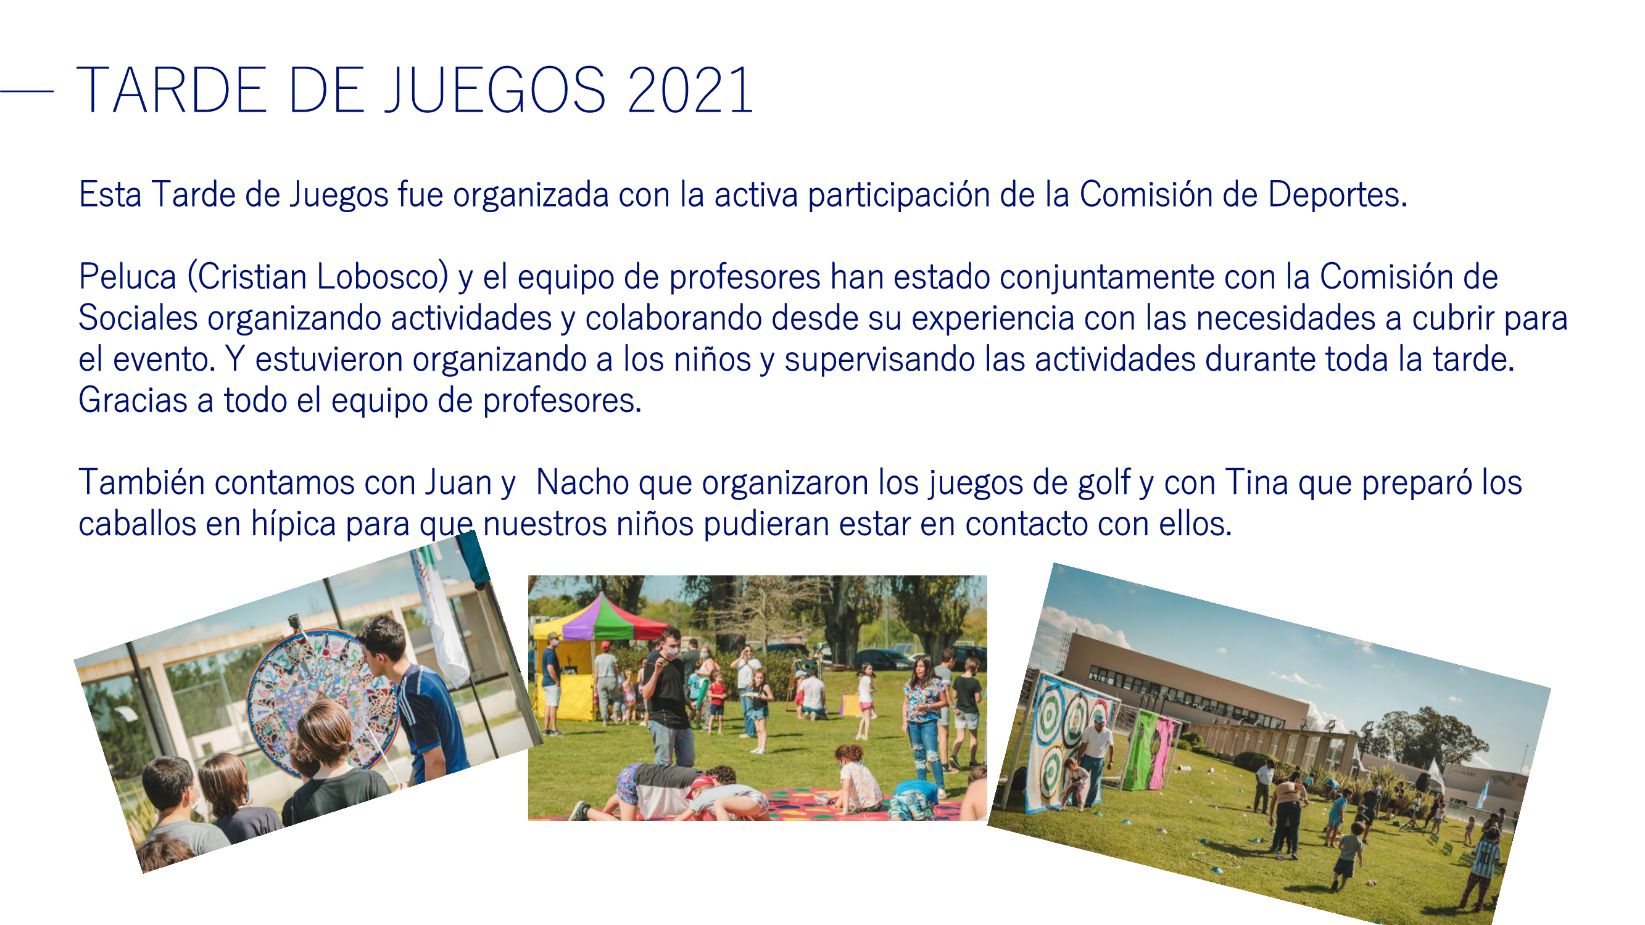 TARDE DE JUEGOS 2021
Esta Tarde de Juegos fue organizada con la activa participación de la Comisión de Deportes.
Peluca (Cristian Lobosco) y el equipo de profesores han estado conjuntamente con la Comisión de
Sociales organizando actividades y colaborando desde su experiencia con las necesidades a cubrir para
el evento. Y estuvieron organizando a los niños y supervisando las actividades durante toda la tarde.
Gracias a todo el equipo de profesores.
También contamos con Juan y  Nacho que organizaron los juegos de golf y con Tina que preparó los
caballos en hípica para que nuestros niños pudieran estar en contacto con ellos.